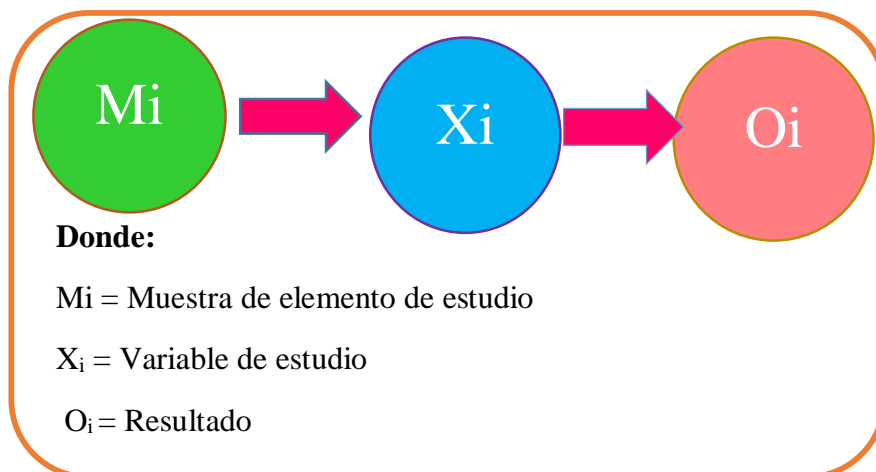 Mi Xi Oi
Donde:
Mi = Muestra de elemento de estudio
Xi = Variable de estudio
Oi = Resultado